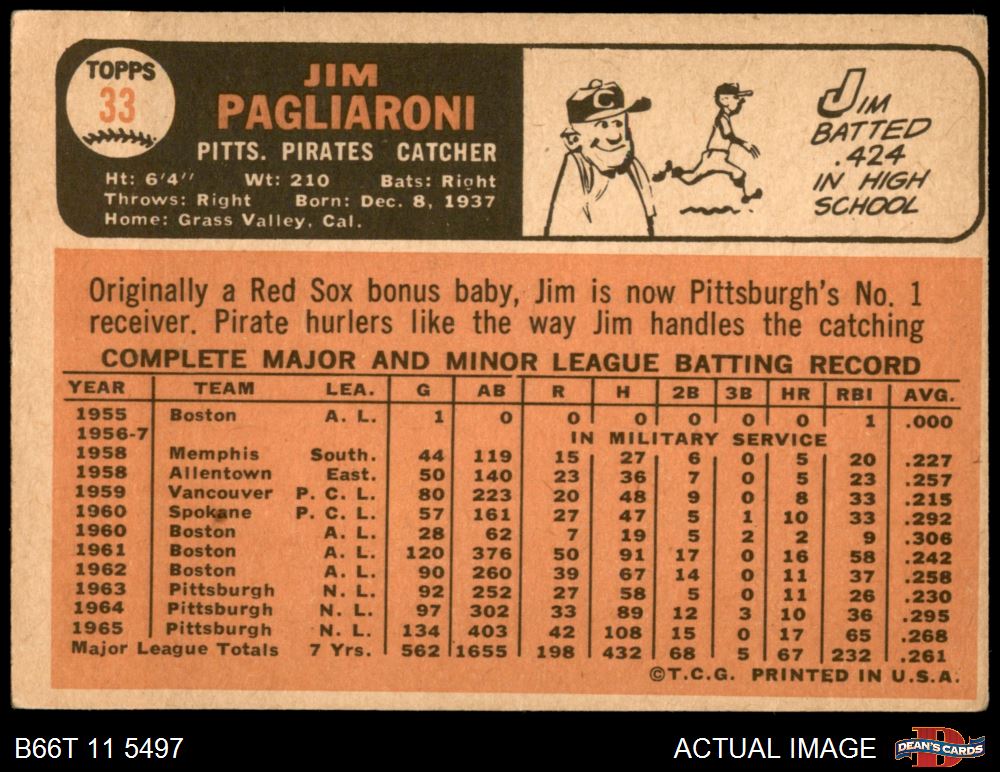 TOPPS
33
JIM
PAGLIARONI
PITTS. PIRATES CATCHER
Ht: 6'4" Wt: 210 Bats: Right
Throws: Right Born: Dec. 8, 1937
Home: Grass Valley, Cal.
C
JIM
BATTED
.424
IN HIGH
SCHOOL
Originally a Red Sox bonus baby, Jim is now Pittsburgh's No. 1
receiver. Pirate hurlers like the way Jim handles the catching
COMPLETE MAJOR AND MINOR LEAGUE BATTING RECORD
YEAR TEAM LEA. G AB R H 2B 3B HR RBI AVG.
1955 Boston A. L. 1 0 0 0 0 0 0 1 .000
1956-7 IN MILITARY SERVICE
1958 Memphis South. 44 119 15 27 6 0 5 20 .227
1958 Allentown East. 50 140 23 36 7 0 5 23 .257
1959 Vancouver P. C. L. 80 223 20 48 9 0 8 33 .215
1960 Spokane P. C. L. 57 161 27 47 5 1 10 33 .292
1960 Boston A. L. 28 62 7 19 5 2 2 9 .306
1961 Boston A. L. 120 376 50 91 17 0 16 58 .242
1962 Boston A. L. 90 260 39 67 14 0 11 37 .258
1963 Pittsburgh N. L. 92 252 27 58 5 0 11 26 .230
1964 Pittsburgh N. L. 97 302 33 89 12 3 10 36 .295
1965 Pittsburgh N. L. 134 403 42 108 15 0 17 65 .268
Major League Totals 7 Yrs. 562 1655 198 432 68 5 67 232 .261
©T.C.G. PRINTED IN U.S.A.
B66T 11 5497
ACTUAL IMAGE
D
DEAN'S CARDS